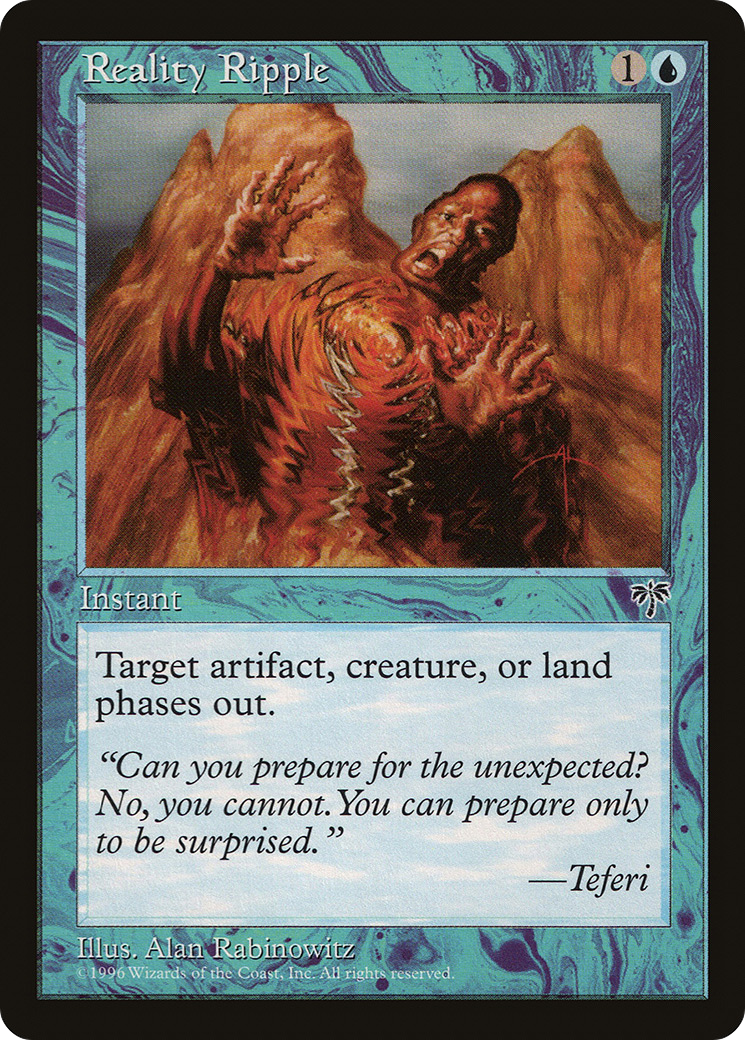 Reality Ripple 1
Instant
Target artifact, creature, or land
phases out.
“Can you prepare for the unexpected?
No, you cannot. You can prepare only
to be surprised.”
—Teferi
Illus. Alan Rabinowitz
©1996 Wizards of the Coast, Inc. All rights reserved.